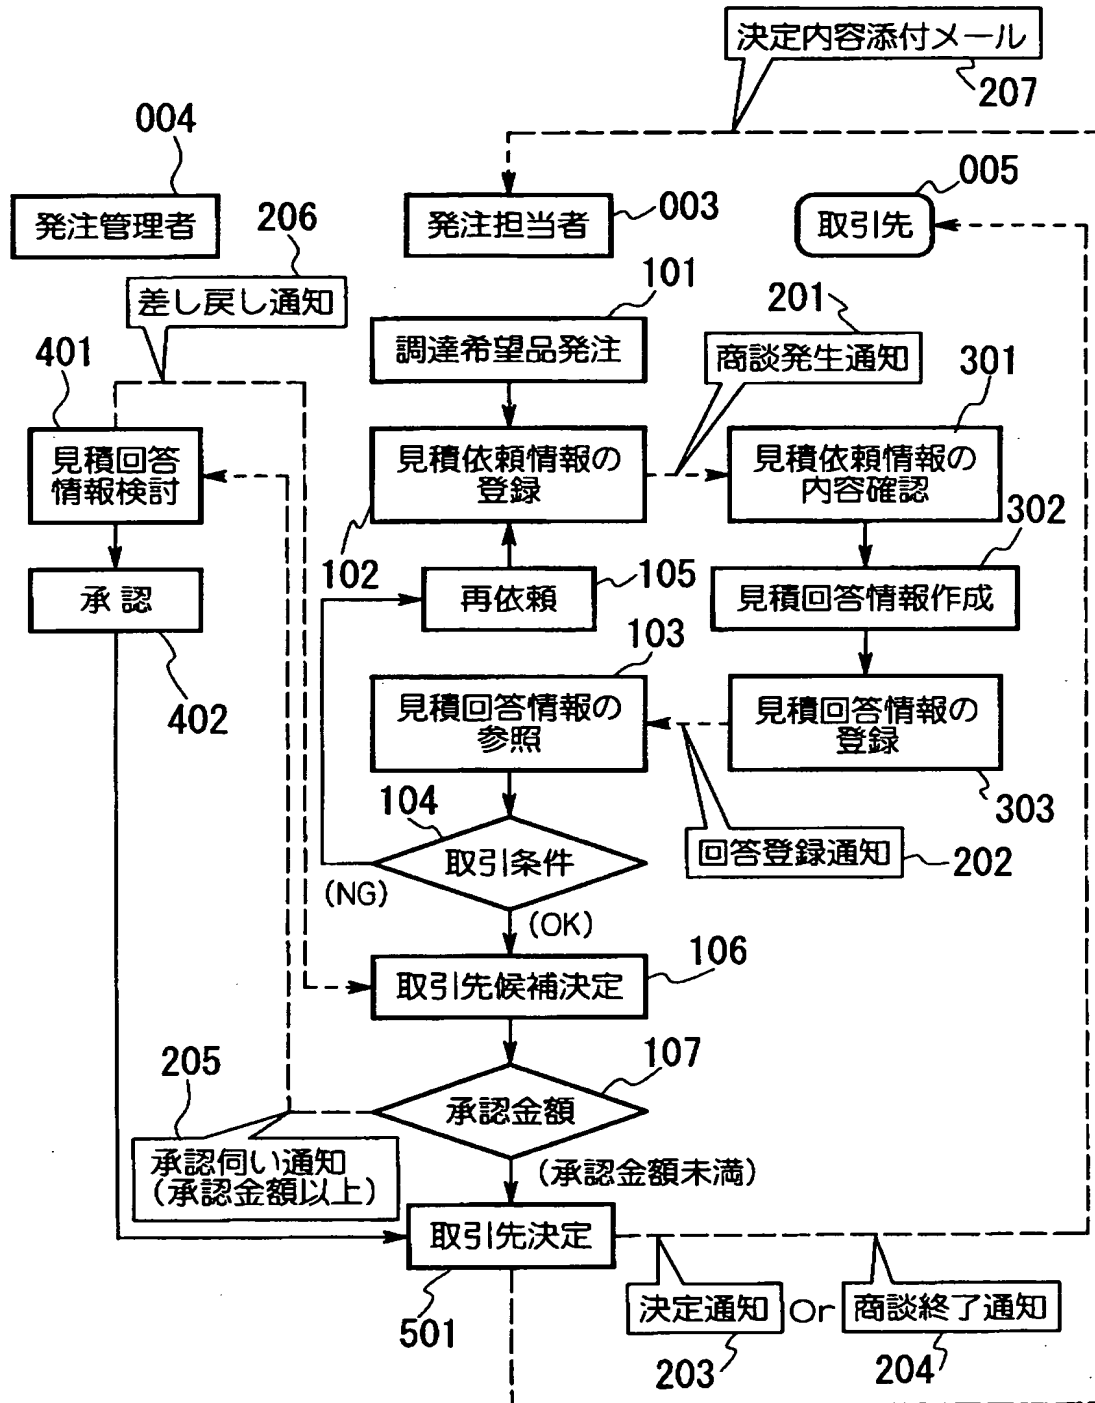 決定内容添付メール
207
004
005
発注管理者
発注担当者
003
取引先
206
差し戻し通知
101
201
調達希望品発注
商談発生通知
401
301
見積回答
情報検討
見積依頼情報の
登録
見積依頼情報の
内容確認
102
302
承認
再依頼
105
見積回答情報作成
103
402
見積回答情報の
参照
見積回答情報の
登録
303
104
取引条件
回答登録通知
202
(NG)
(OK)
106
取引先候補決定
205
107
承認金額
承認伺い通知
(承認金額以上)
(承認金額未満)
取引先決定
501
決定通知 Or 商談終了通知
203
204